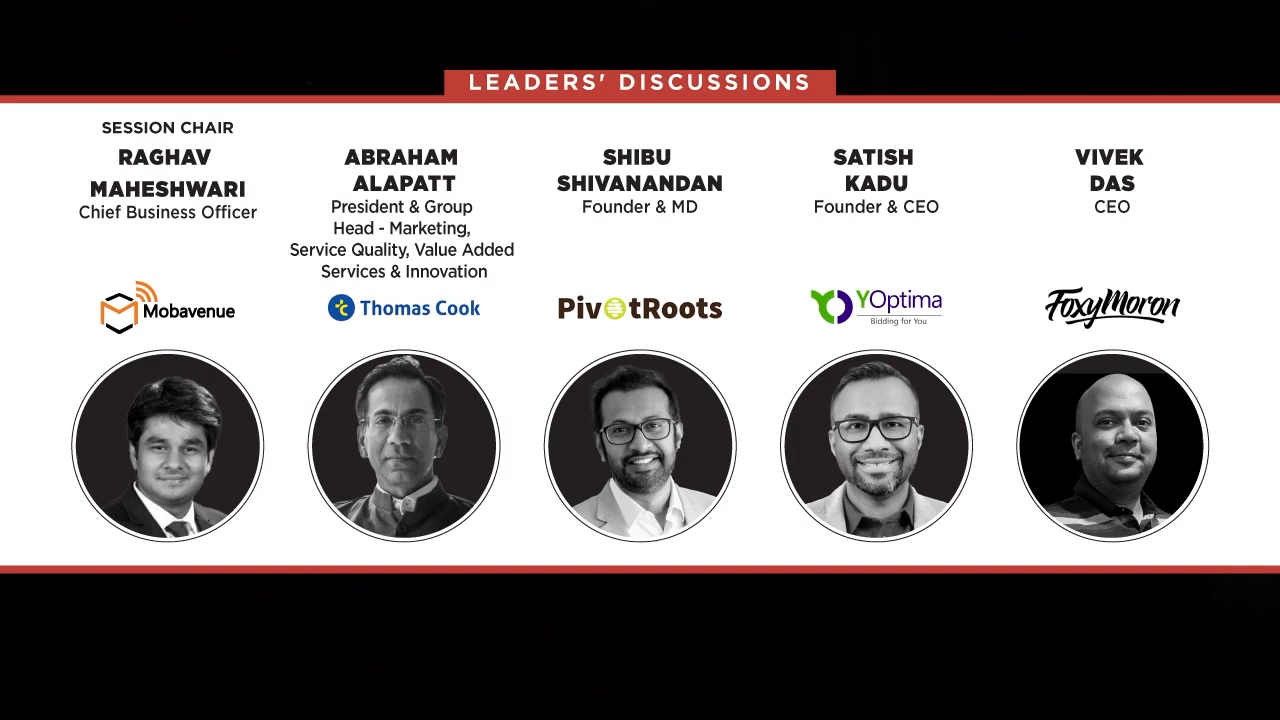 LEADERS' DISCUSSIONS
SESSION CHAIR
RAGHAV
MAHESHWARI
Chief Business Officer
Mobavenue
ABRAHAM
ALAPATT
President & Group
Head - Marketing,
Service Quality, Value Added
Services & Innovation
Thomas Cook
SHIBU
SHIVANANDAN
Founder & MD
PivotRoots
SATISH
KADU
Founder & CEO
YOptima
Bidding for You
VIVEK
DAS
CEO
FoxyMoron